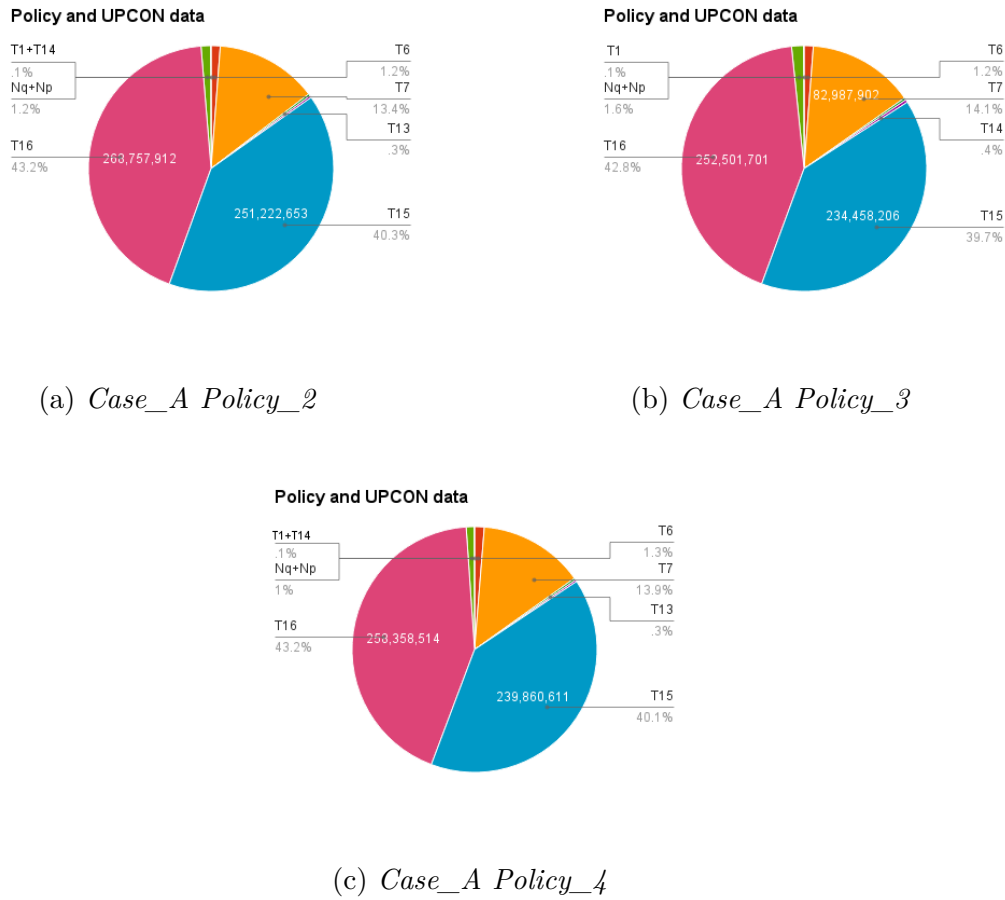 Policy and UPCON data
T1+T14
.1%
Nq+Np
1.2%
T16
43.2%
268,757,912
251,222,653
T6
1.2%
T7
13.4%
T13
.3%
T15
40.3%
(a) Case_A Policy_2
Policy and UPCON data
T1
.1%
Nq+Np
1.6%
T16
42.8%
82,987,902
252,501,701
234,458,206
T6
1.2%
T7
14.1%
T14
.4%
T15
39.7%
(b) Case_A Policy_3
Policy and UPCON data
T1+T14
.1%
Nq+Np
1%
T16
43.2%
258,358,514
239,860,611
T6
1.3%
T7
13.9%
T13
.3%
T15
40.1%
(c) Case_A Policy_4